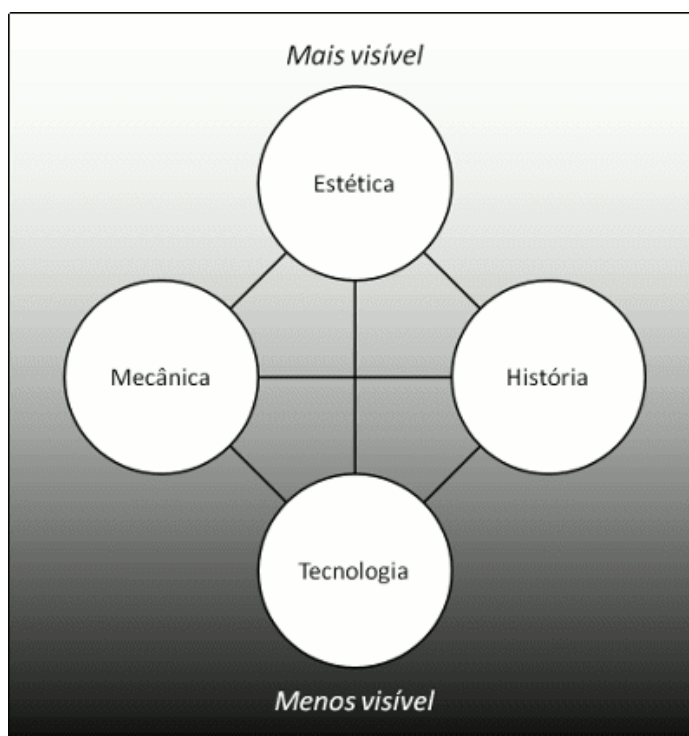 Mais visível
Estética
Mecânica
História
Tecnologia
Menos visível